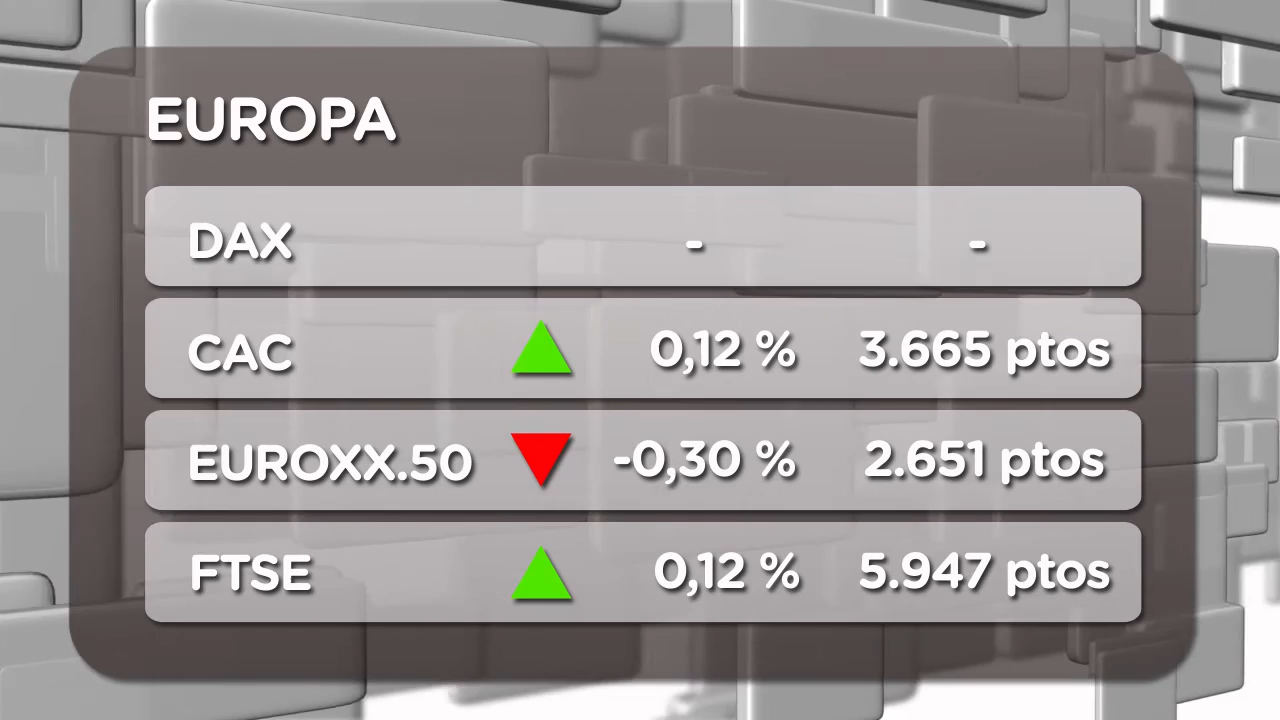 EUROPA
DAX - -
CAC 0,12 % 3.665 ptos
EUROXX.50 -0,30 % 2.651 ptos
FTSE 0,12 % 5.947 ptos